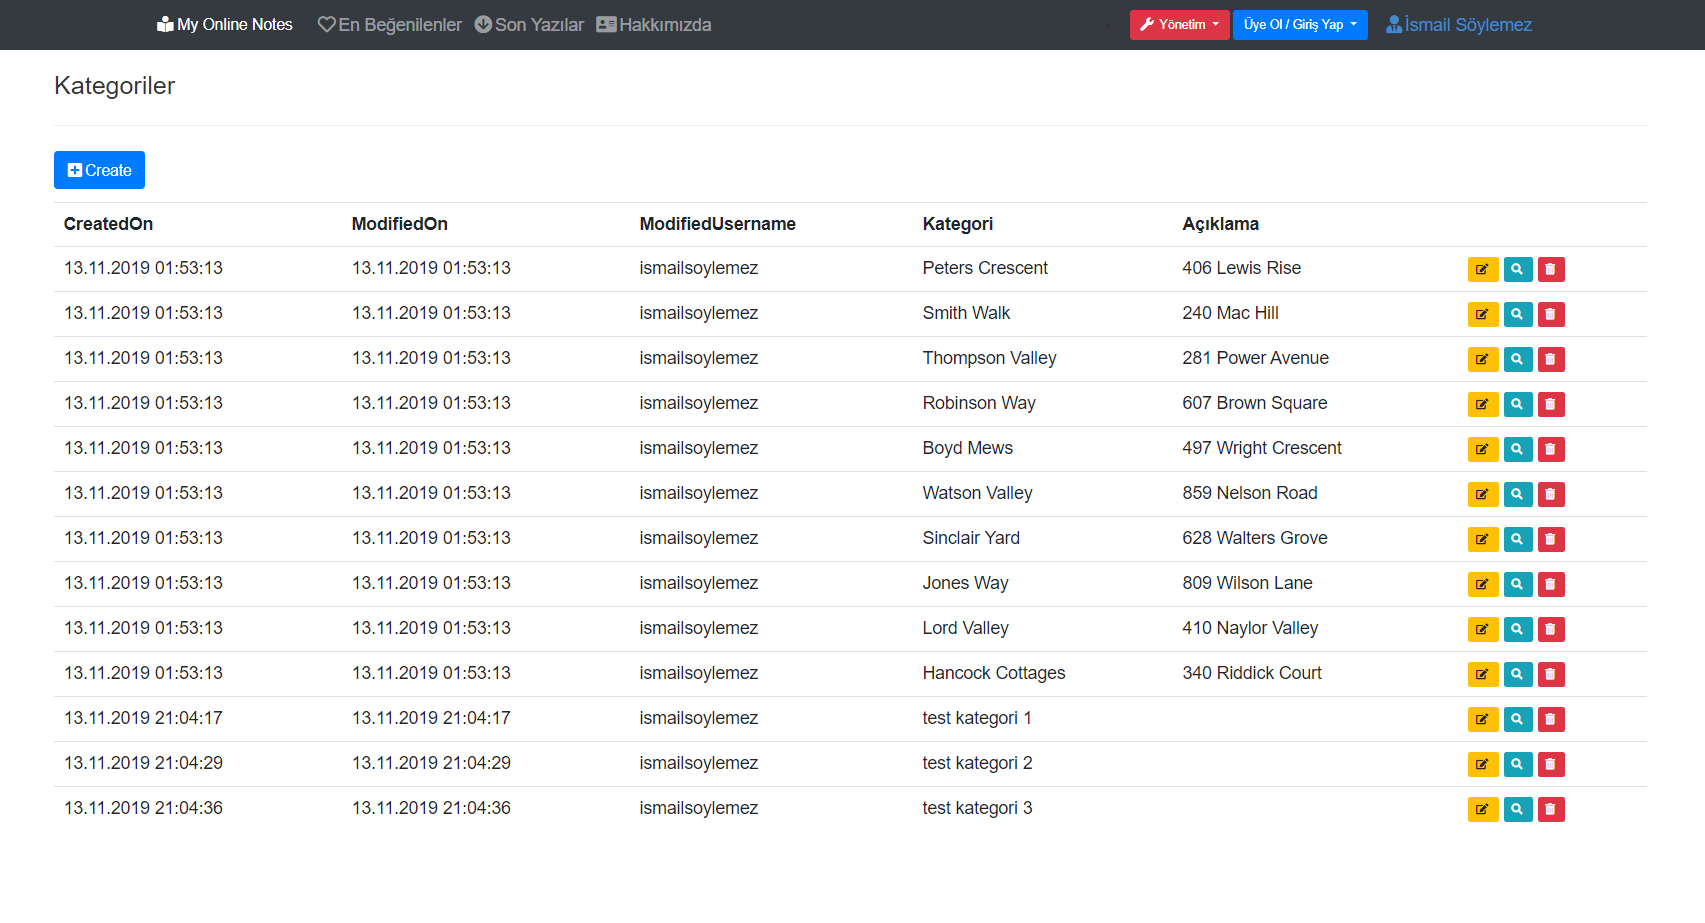 My Online Notes En Beğenilenler Son Yazılar Hakkımızda Yönetim Üye Ol / Giriş Yap İsmail Söylemez
Kategoriler
Create
CreatedOn ModifiedOn ModifiedUsername Kategori Açıklama
13.11.2019 01:53:13 13.11.2019 01:53:13 ismailsoylemez Peters Crescent 406 Lewis Rise
13.11.2019 01:53:13 13.11.2019 01:53:13 ismailsoylemez Smith Walk 240 Mac Hill
13.11.2019 01:53:13 13.11.2019 01:53:13 ismailsoylemez Thompson Valley 281 Power Avenue
13.11.2019 01:53:13 13.11.2019 01:53:13 ismailsoylemez Robinson Way 607 Brown Square
13.11.2019 01:53:13 13.11.2019 01:53:13 ismailsoylemez Boyd Mews 497 Wright Crescent
13.11.2019 01:53:13 13.11.2019 01:53:13 ismailsoylemez Watson Valley 859 Nelson Road
13.11.2019 01:53:13 13.11.2019 01:53:13 ismailsoylemez Sinclair Yard 628 Walters Grove
13.11.2019 01:53:13 13.11.2019 01:53:13 ismailsoylemez Jones Way 809 Wilson Lane
13.11.2019 01:53:13 13.11.2019 01:53:13 ismailsoylemez Lord Valley 410 Naylor Valley
13.11.2019 01:53:13 13.11.2019 01:53:13 ismailsoylemez Hancock Cottages 340 Riddick Court
13.11.2019 21:04:17 13.11.2019 21:04:17 ismailsoylemez test kategori 1
13.11.2019 21:04:29 13.11.2019 21:04:29 ismailsoylemez test kategori 2
13.11.2019 21:04:36 13.11.2019 21:04:36 ismailsoylemez test kategori 3